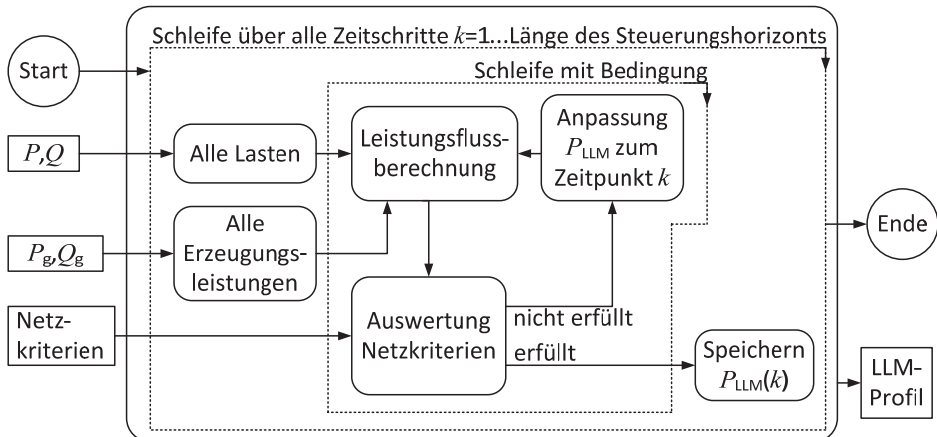 Schleife über alle Zeitschritte k=1...Länge des Steuerungshorizonts
Schleife mit Bedingung
Start
P,Q
Alle Lasten
Leistungsfluss-
berechnung
Anpassung
P_LLM zum
Zeitpunkt k
P_g,Q_g
Alle
Erzeugungs-
leistungen
Ende
Netz-
kriterien
Auswertung
Netzkriterien
nicht erfüllt
erfüllt
Speichern
P_LLM(k)
LLM-
Profil